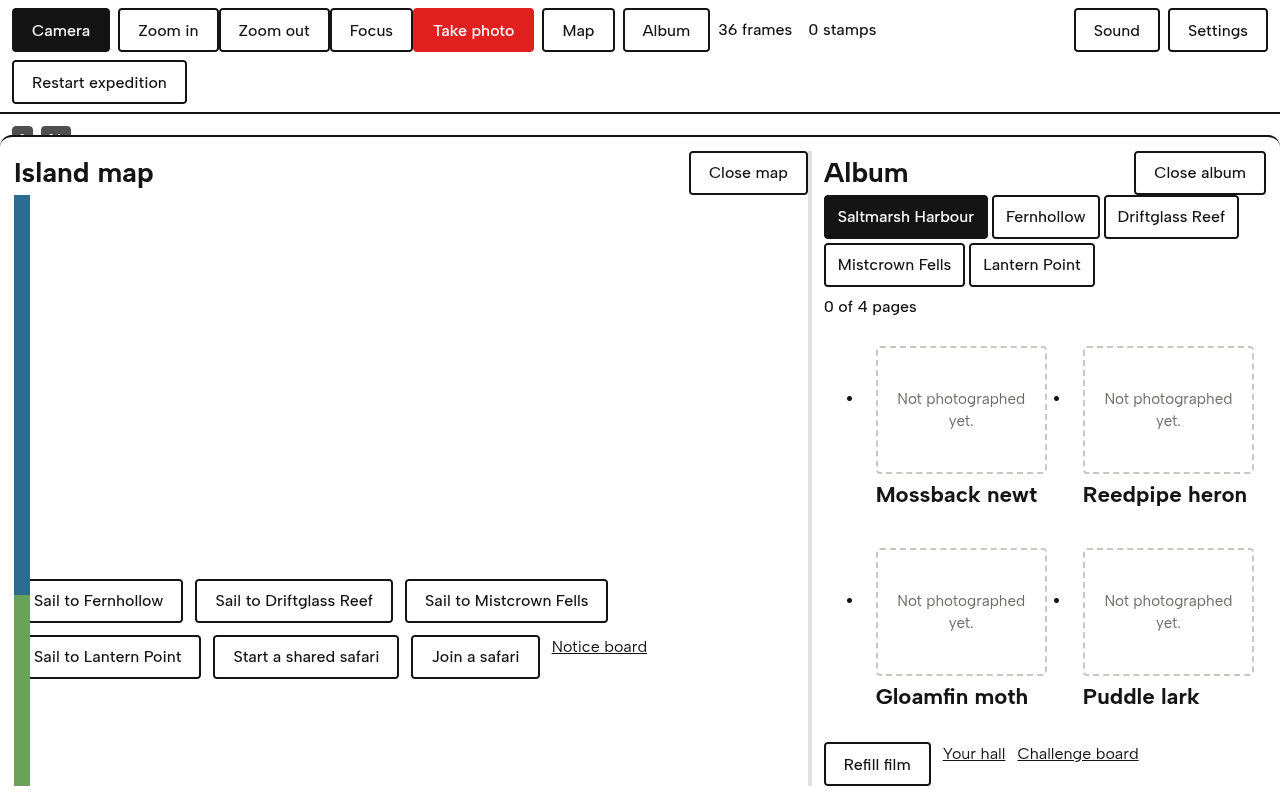 Camera Zoom in Zoom out Focus Take photo Map Album 36 frames 0 stamps Sound Settings
Restart expedition
Island map Close map
Sail to Fernhollow Sail to Driftglass Reef Sail to Mistcrown Fells
Sail to Lantern Point Start a shared safari Join a safari Notice board
Album Close album
Saltmarsh Harbour Fernhollow Driftglass Reef
Mistcrown Fells Lantern Point
0 of 4 pages
Not photographed
yet.
Mossback newt
Not photographed
yet.
Reedpipe heron
Not photographed
yet.
Gloamfin moth
Not photographed
yet.
Puddle lark
Refill film Your hall Challenge board